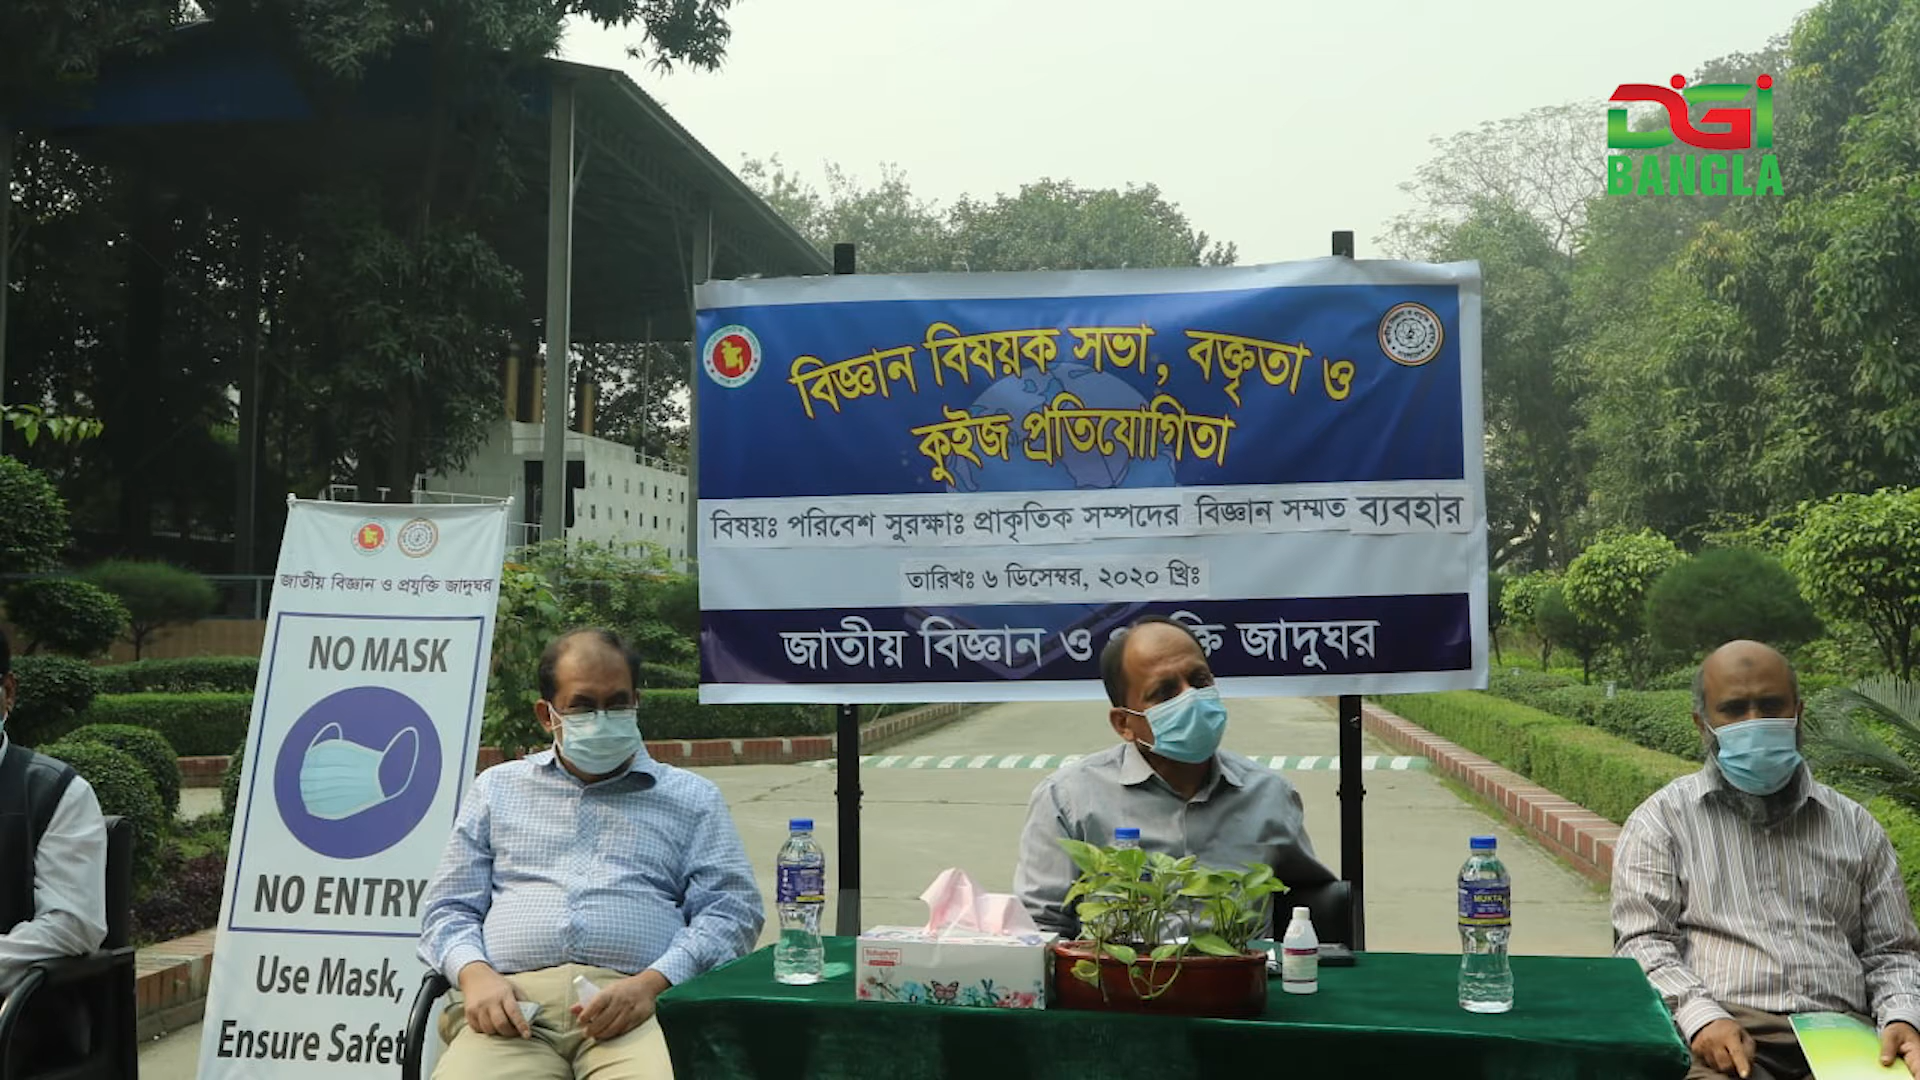 DiGi
BANGLA
বিজ্ঞান বিষয়ক সভা, বক্তৃতা ও
কুইজ প্রতিযোগিতা
বিষয়ঃ পরিবেশ সুরক্ষাঃ প্রাকৃতিক সম্পদের বিজ্ঞান সম্মত ব্যবহার
তারিখঃ ৬ ডিসেম্বর, ২০২০ খ্রিঃ
জাতীয় বিজ্ঞান ও জাদুঘর
জাতীয় বিজ্ঞান ও প্রযুক্তি জাদুঘর
NO MASK
NO ENTRY
Use Mask,
Ensure Safet
MUKTA